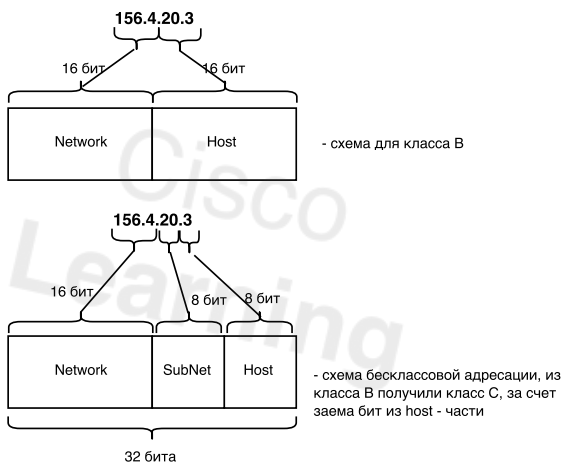 156.4.20.3
16 бит 16 бит
Network Host
- схема для класса B
Cisco
Learning
156.4.20.3
16 бит 8 бит 8 бит
Network SubNet Host
- схема бесклассовой адресации, из
класса B получили класс C, за счет
заема бит из host - части
32 бита